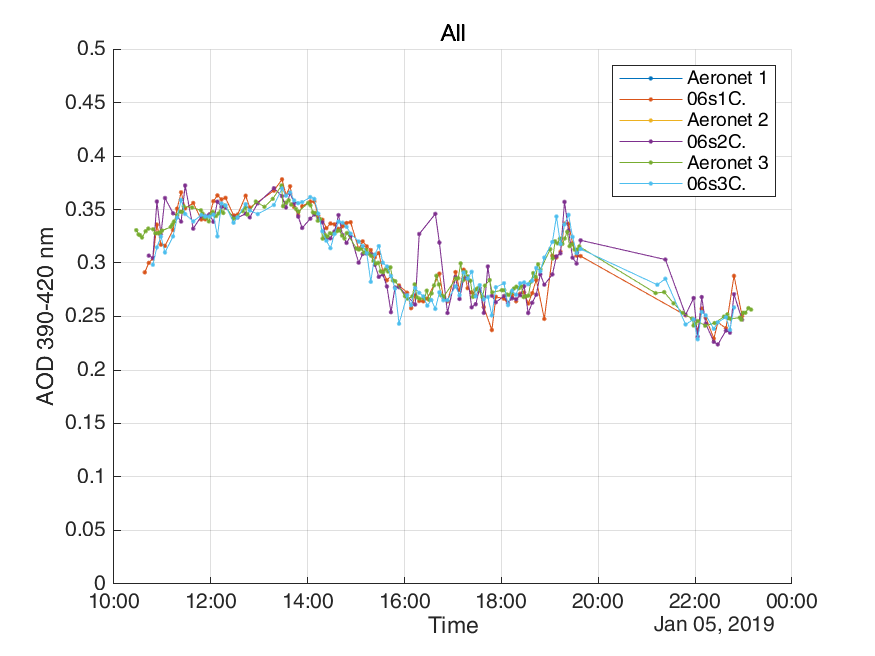 All
0.5
0.45
0.4
0.35
0.3
0.25
0.2
0.15
0.1
0.05
0
AOD 390-420 nm
Aeronet 1
06s1C.
Aeronet 2
06s2C.
Aeronet 3
06s3C.
10:00 12:00 14:00 16:00 18:00 20:00 22:00 00:00
Time
Jan 05, 2019